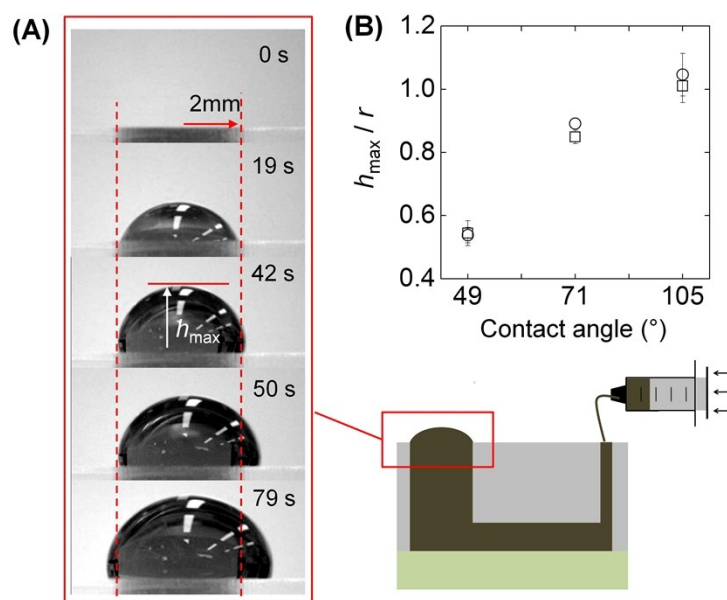 (A)
0 s
2mm
19 s
42 s
hmax
50 s
79 s
(B)
hmax / r
1.2
1.0
0.8
0.6
0.4
49 71 105
Contact angle (°)